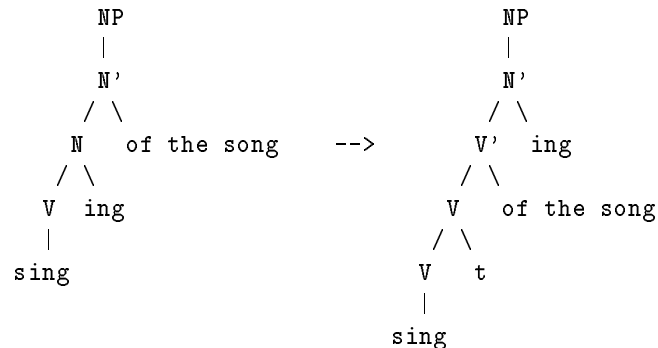 NP NP
N' N'
N of the song --> V' ing
V ing V of the song
sing V t
sing